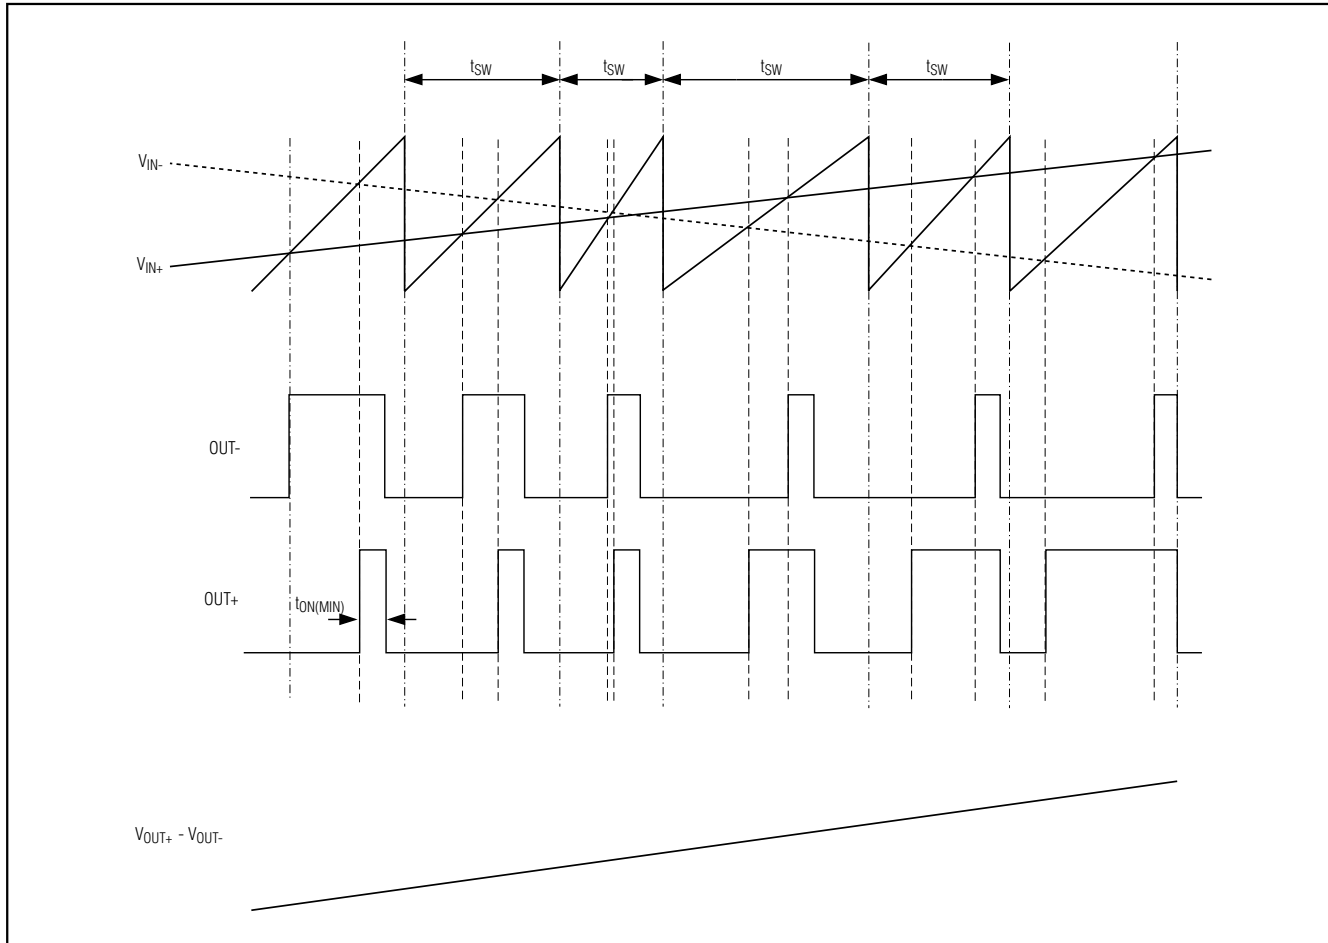 tSW tSW tSW tSW
VIN-
VIN+
OUT-
OUT+
tON(MIN)
VOUT+ - VOUT-